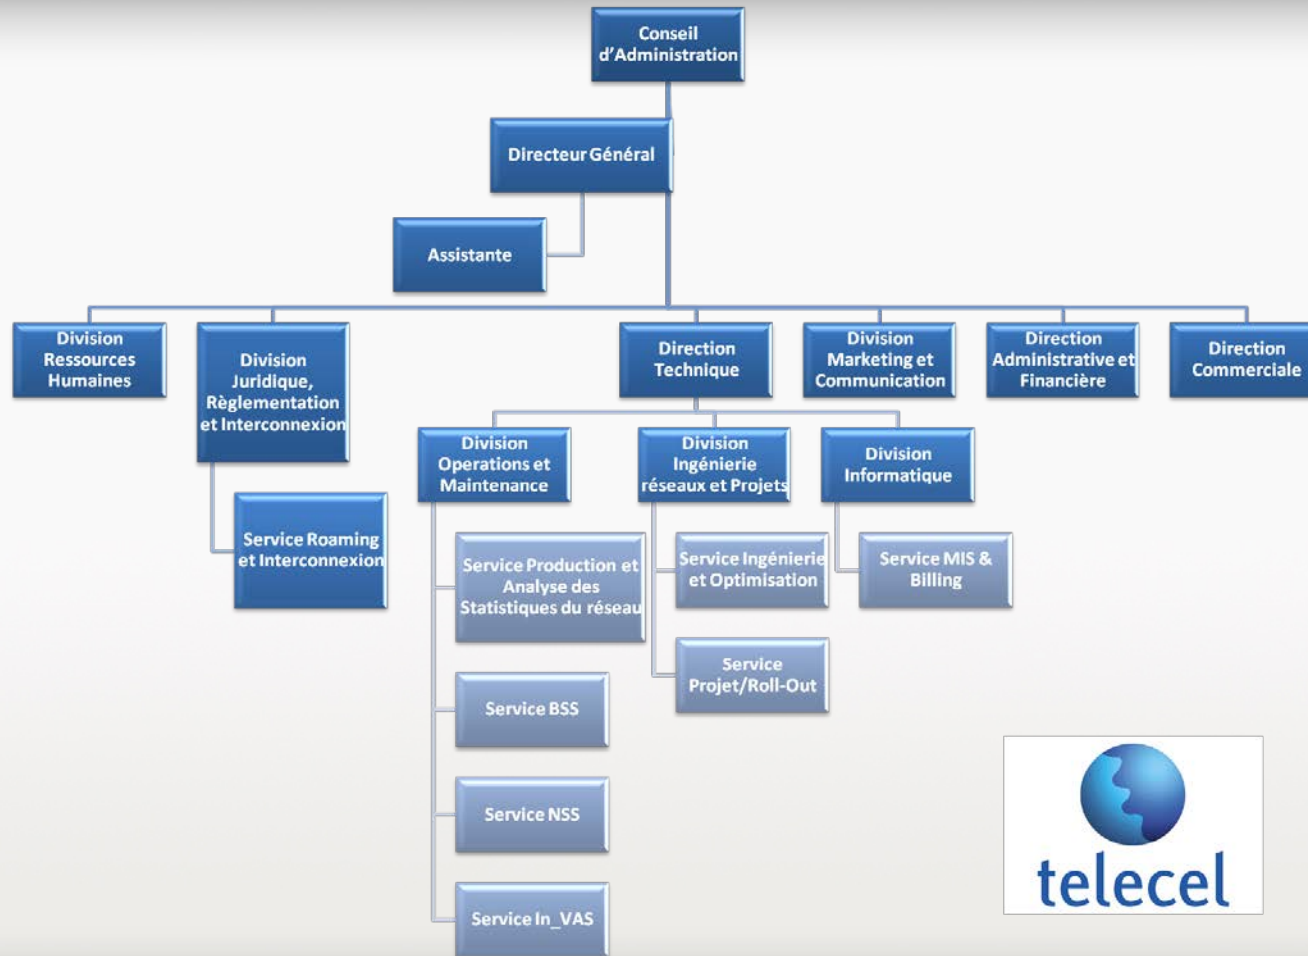 Conseil
d'Administration
Directeur Général
Assistante
Division
Ressources
Humaines
Division
Juridique,
Règlementation
et Interconnexion
Direction
Technique
Division
Marketing et
Communication
Direction
Administrative et
Financière
Direction
Commerciale
Division
Operations et
Maintenance
Division
Ingénierie
réseaux et Projets
Division
Informatique
Service Roaming
et Interconnexion
Service Production et
Analyse des
Statistiques du réseau
Service Ingénierie
et Optimisation
Service MIS &
Billing
Service
Projet/Roll-Out
Service BSS
Service NSS
Service In_VAS
telecel